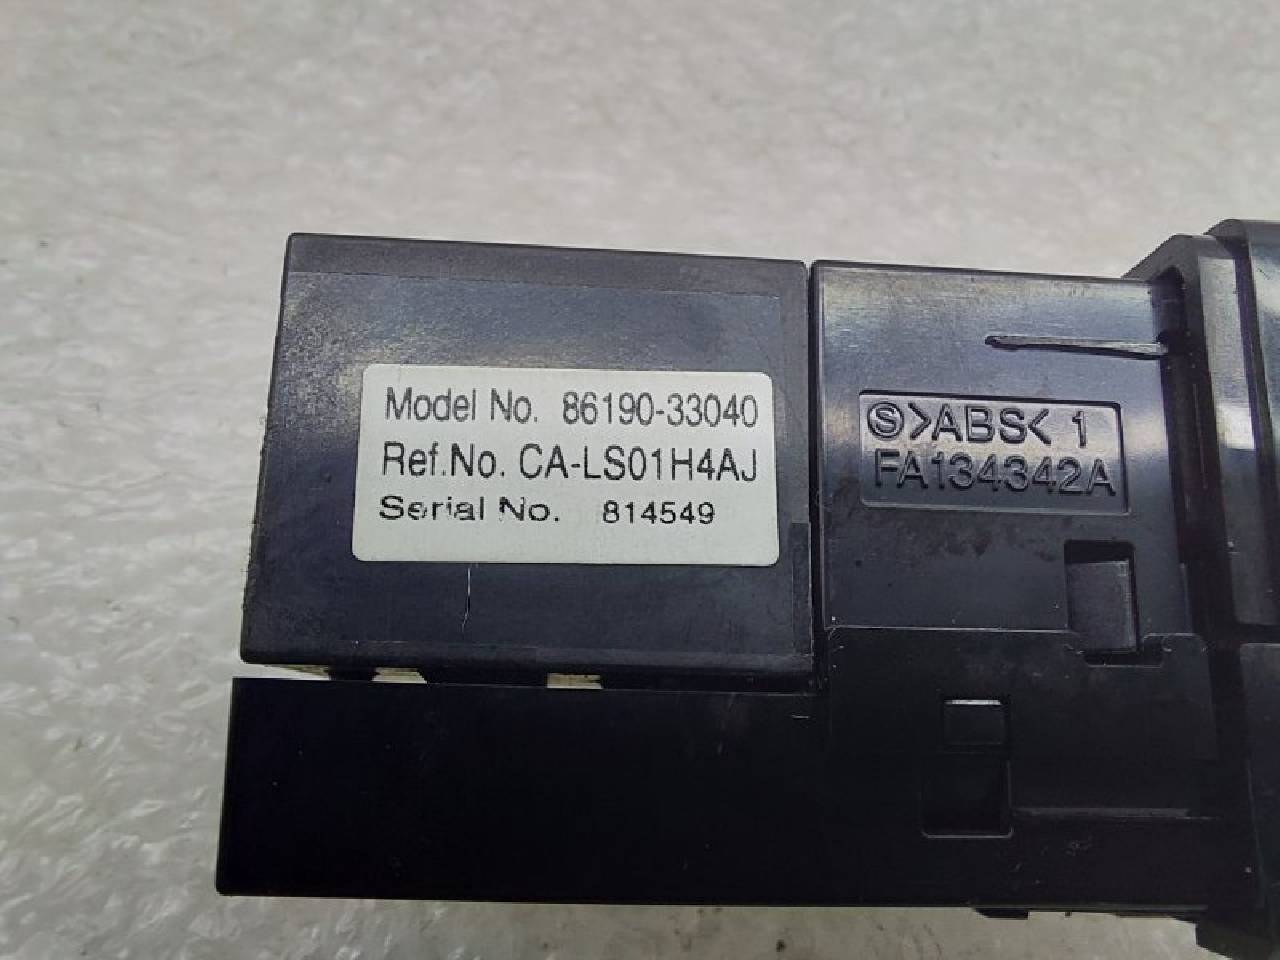 Model No. 86190-33040
Ref.No. CA-LS01H4AJ
Serial No. 814549
Ⓢ>ABS< 1
FA134342A